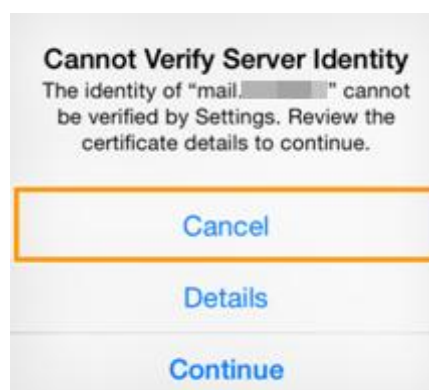 Cannot Verify Server Identity
The identity of “mail. ” cannot
be verified by Settings. Review the
certificate details to continue.
Cancel
Details
Continue